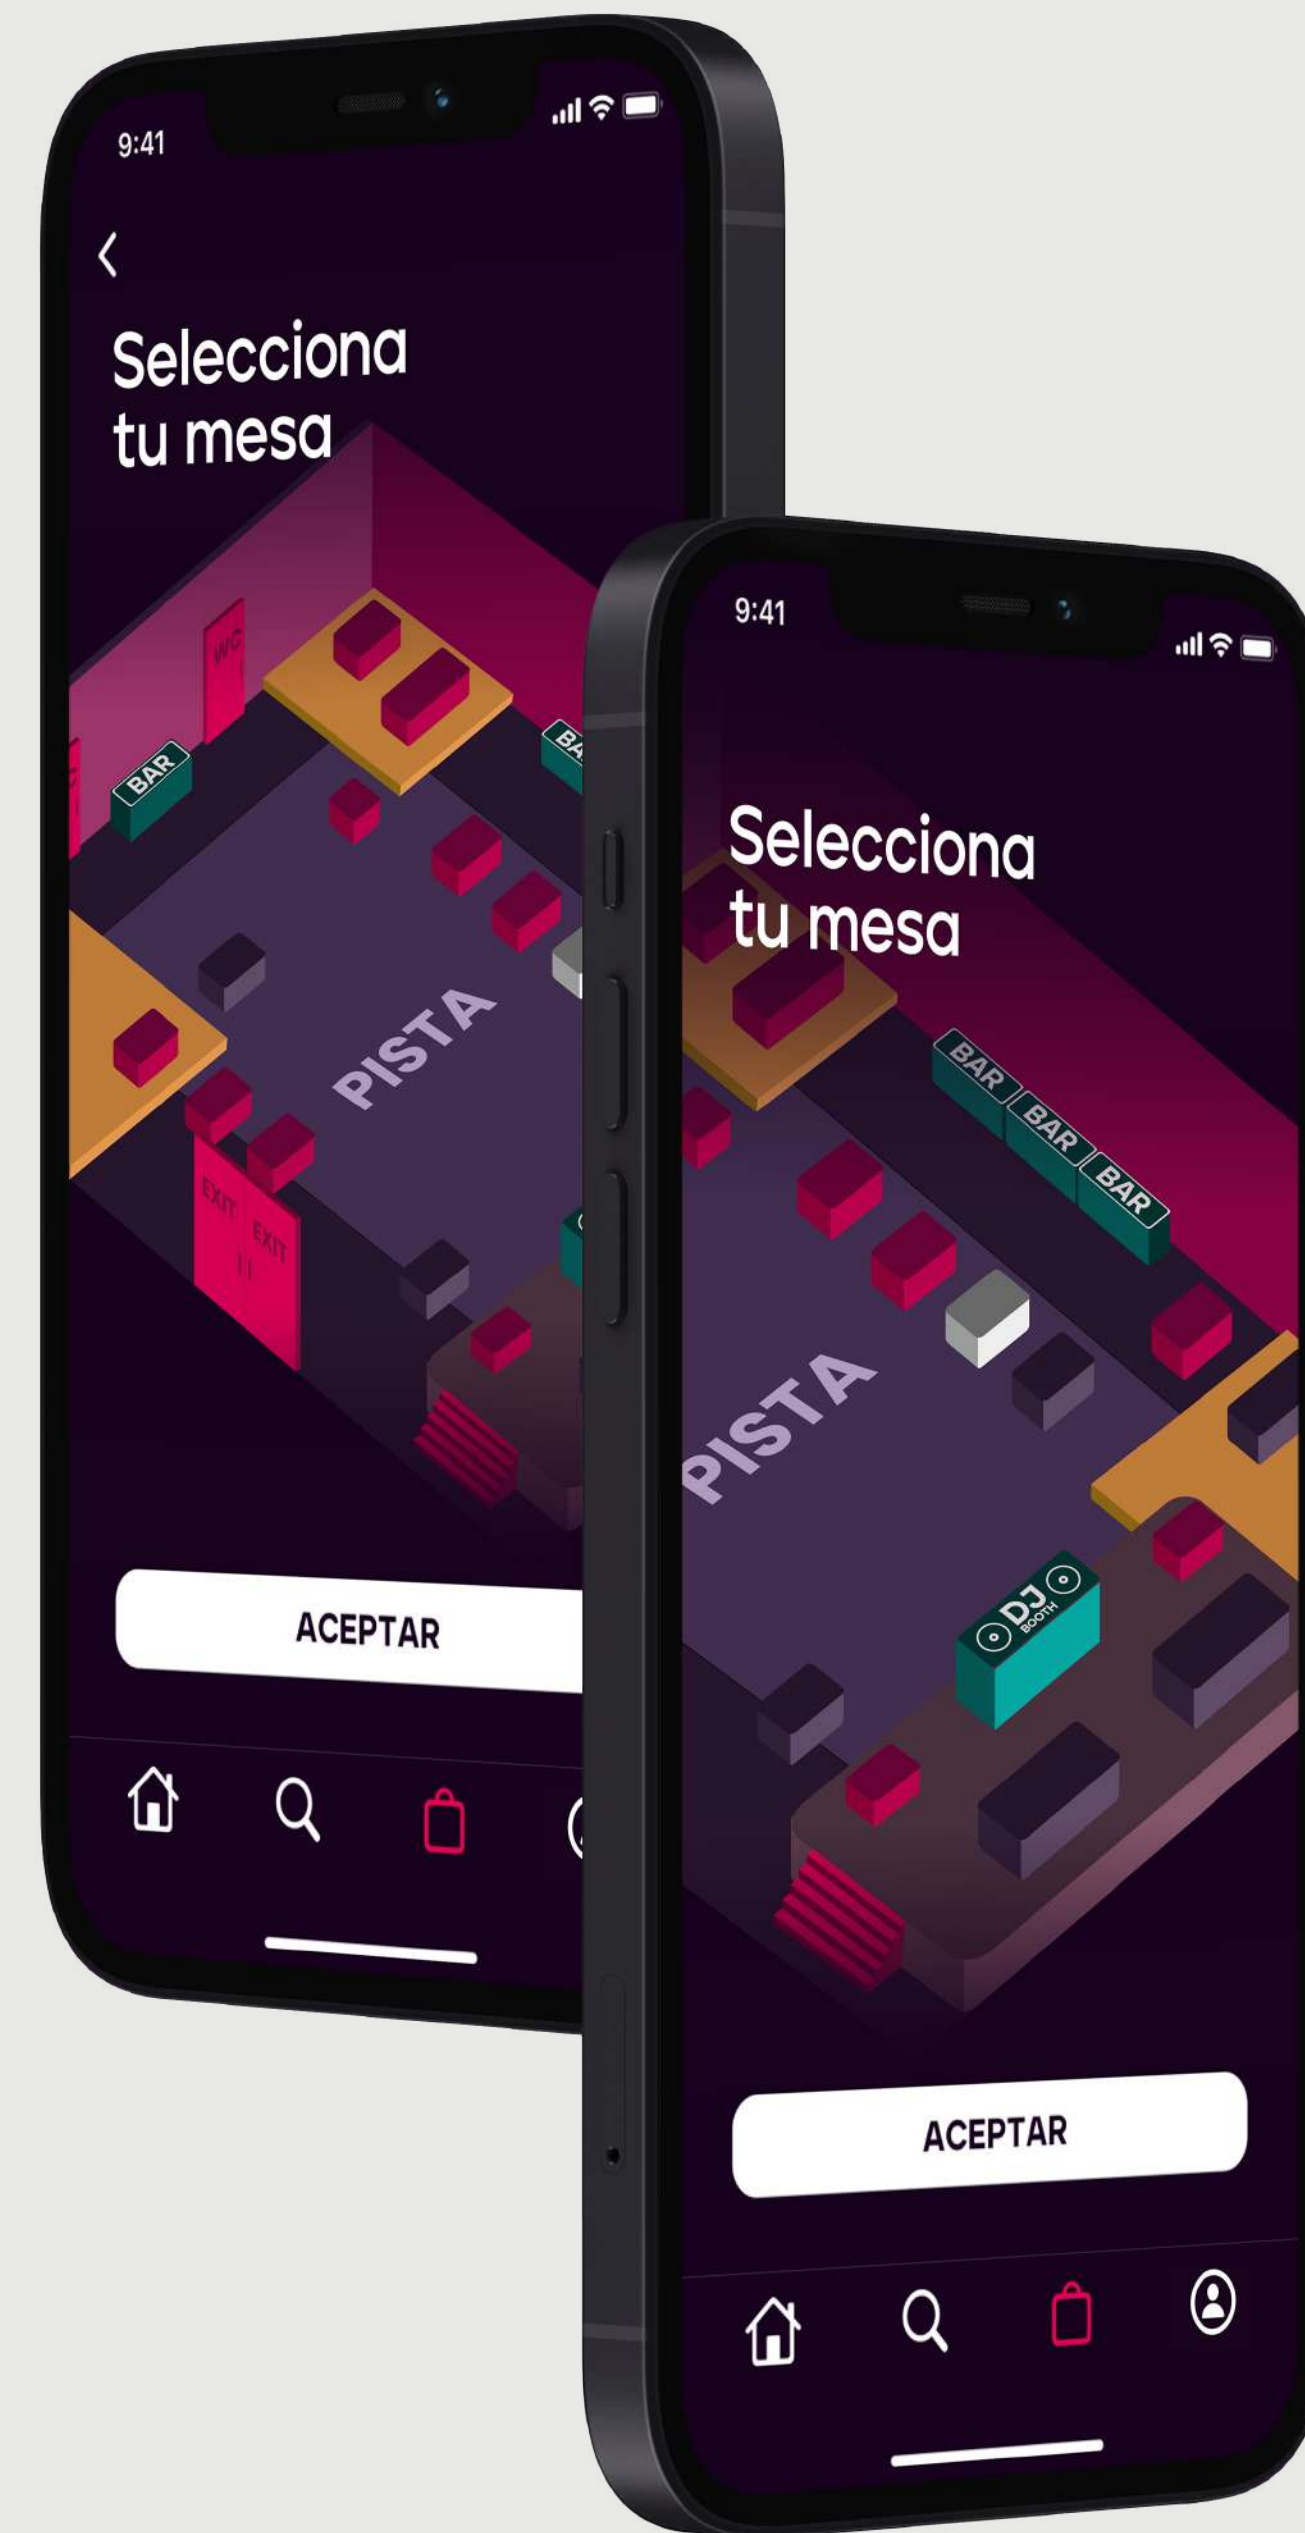 9:41
Selecciona
tu mesa
WC
BAR
PISTA
EXIT
EXIT
ACEPTAR
9:41
Selecciona
tu mesa
BAR
BAR
BAR
PISTA
DJ
BOOTH
ACEPTAR